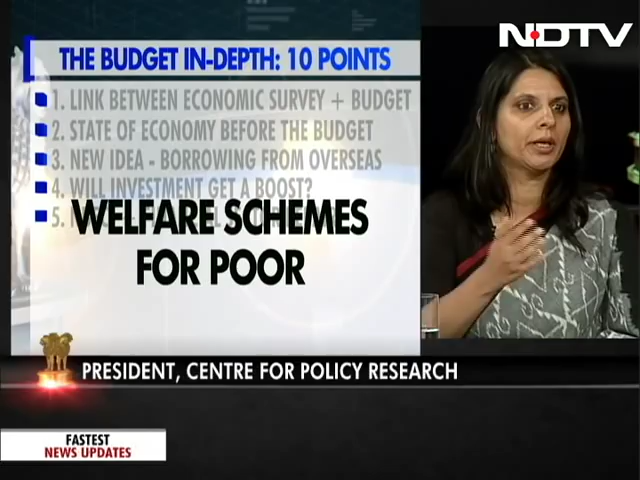 NDTV
THE BUDGET IN-DEPTH: 10 POINTS
1. LINK BETWEEN ECONOMIC SURVEY + BUDGET
2. STATE OF ECONOMY BEFORE THE BUDGET
3. NEW IDEA - BORROWING FROM OVERSEAS
4. WILL INVESTMENT GET A BOOST?
5.
WELFARE SCHEMES
FOR POOR
PRESIDENT, CENTRE FOR POLICY RESEARCH
FASTEST
NEWS UPDATES